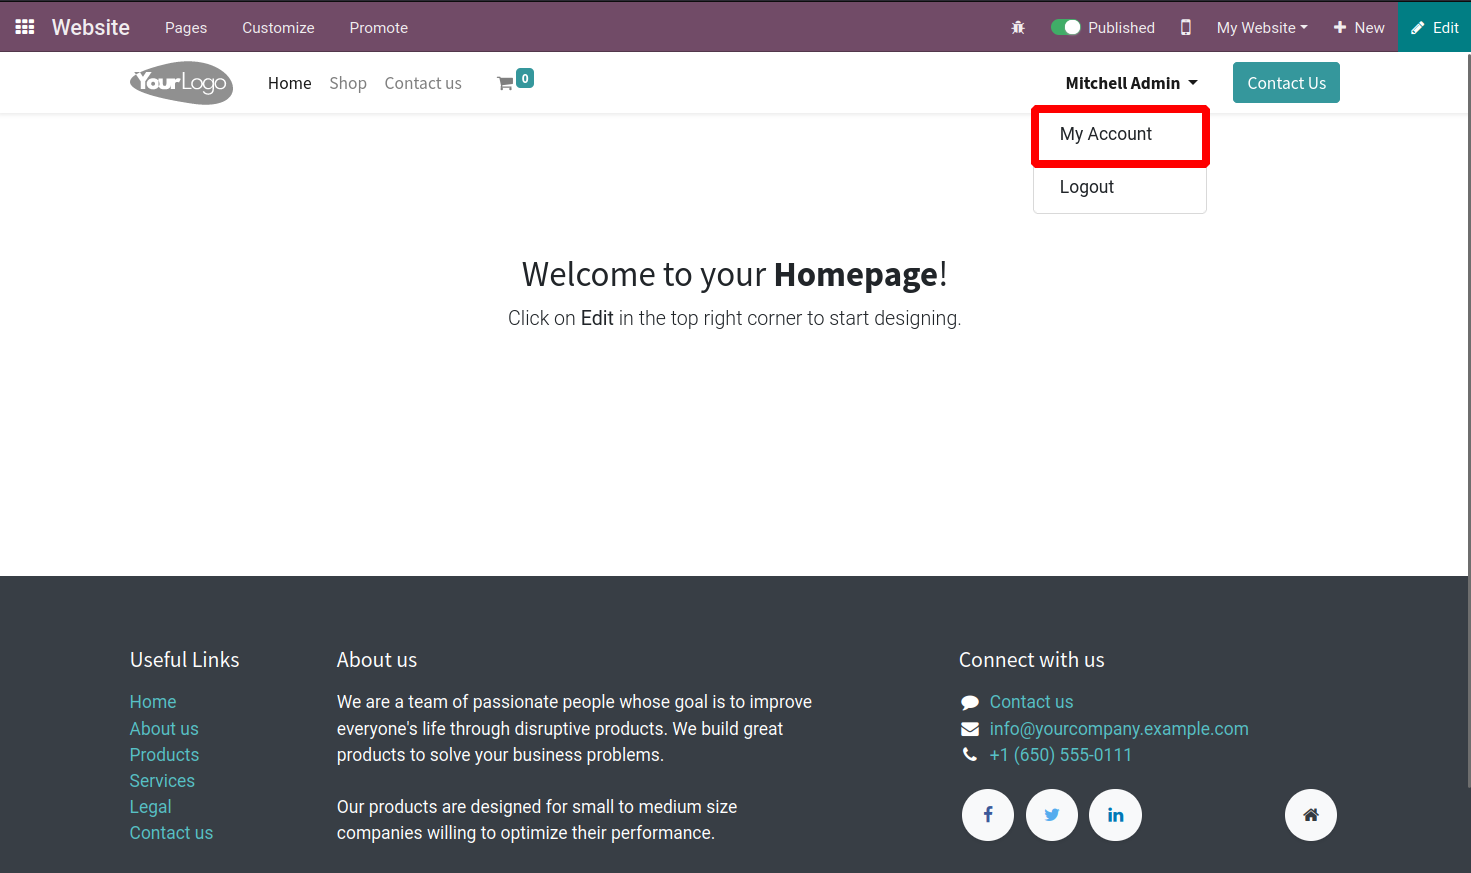 Website Pages Customize Promote Published My Website New Edit
YourLogo Home Shop Contact us 0 Mitchell Admin Contact Us
My Account
Logout
Welcome to your Homepage!
Click on Edit in the top right corner to start designing.
Useful Links
Home
About us
Products
Services
Legal
Contact us
About us
We are a team of passionate people whose goal is to improve
everyone's life through disruptive products. We build great
products to solve your business problems.
Our products are designed for small to medium size
companies willing to optimize their performance.
Connect with us
Contact us
info@yourcompany.example.com
+1 (650) 555-0111